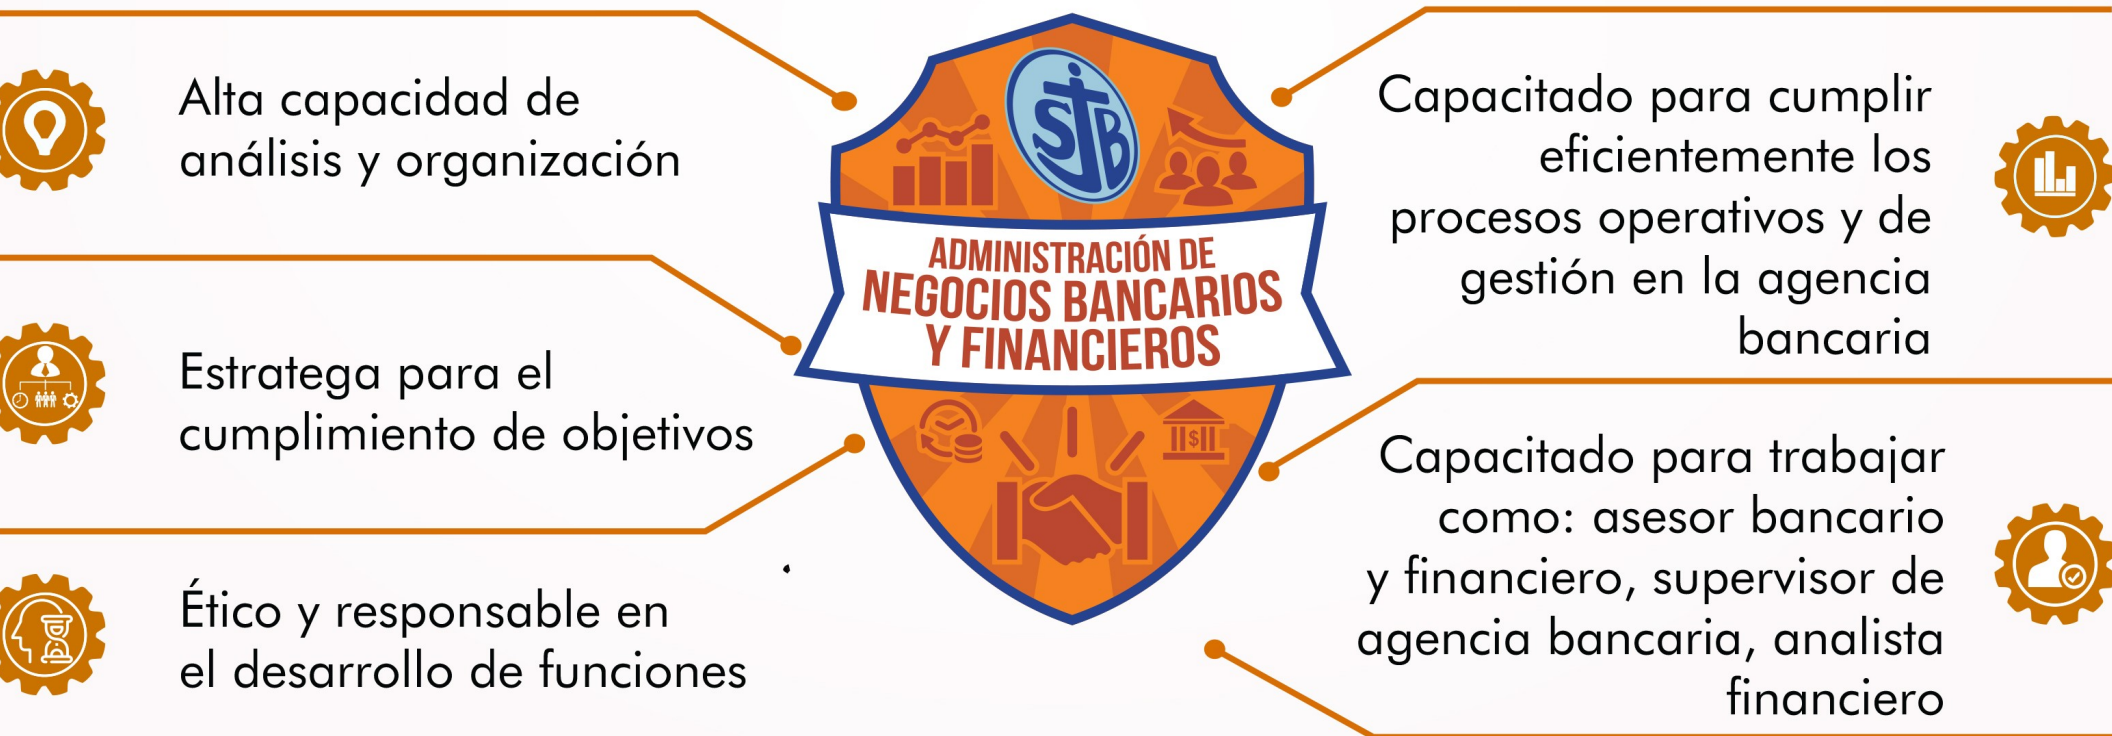 Alta capacidad de
análisis y organización
Estratega para el
cumplimiento de objetivos
Ético y responsable en
el desarrollo de funciones
SJB
ADMINISTRACIÓN DE
NEGOCIOS BANCARIOS
Y FINANCIEROS
$
Capacitado para cumplir
eficientemente los
procesos operativos y de
gestión en la agencia
bancaria
Capacitado para trabajar
como: asesor bancario
y financiero, supervisor de
agencia bancaria, analista
financiero